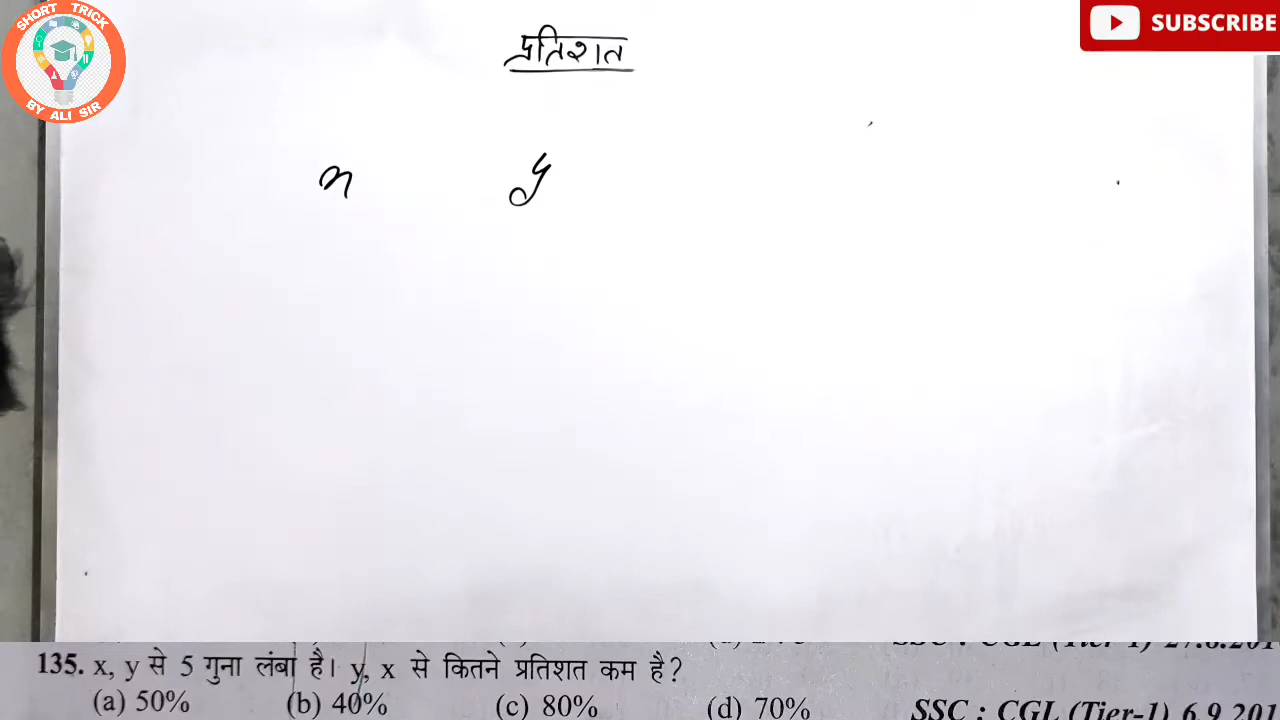 SHORT TRICK
BY ALI SIR
SUBSCRIBE
प्रतिशत
x y
135. x, y से 5 गुना लंबा है। y, x से कितने प्रतिशत कम है?
(a) 50% (b) 40% (c) 80% (d) 70% SSC : CGL (Tier-1) 6.9.201